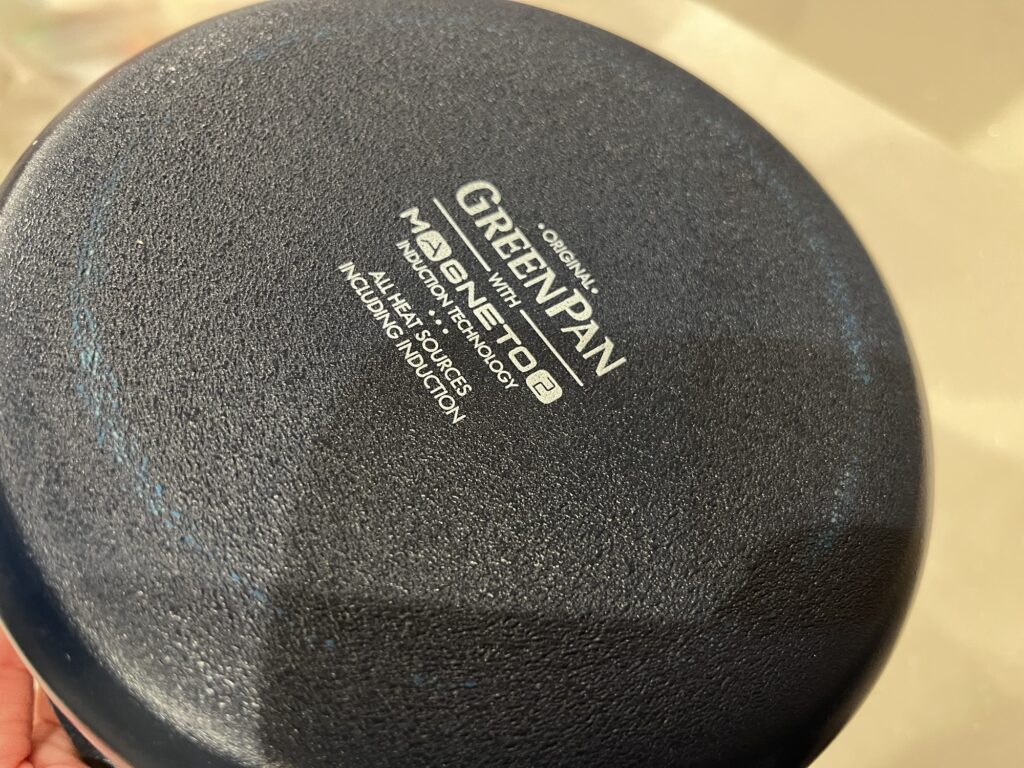 •ORIGINAL•
GREENPAN
WITH
MAGNETO 2
INDUCTION TECHNOLOGY
•••
ALL HEAT SOURCES
INCLUDING INDUCTION